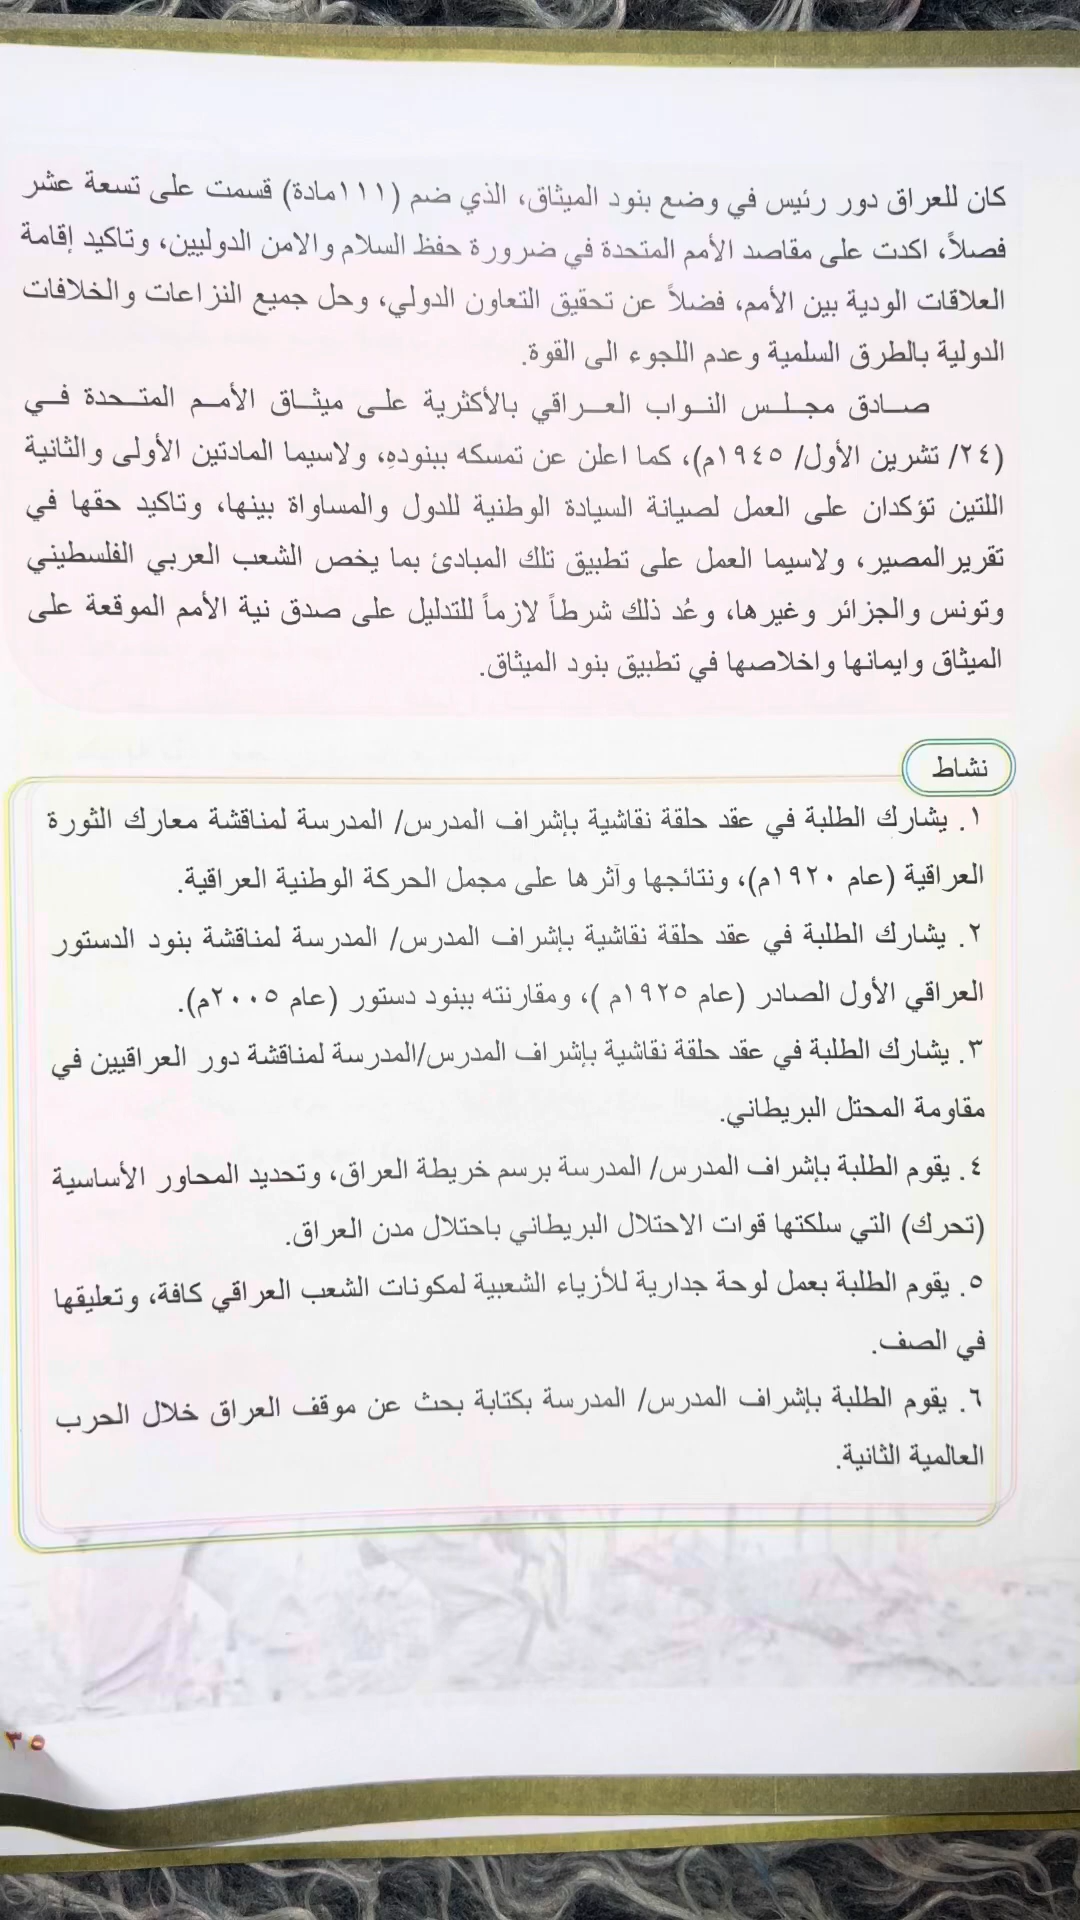 كان للعراق دور رئيس في وضع بنود الميثاق، الذي ضم (١١١مادة) قسمت على تسعة عشر
فصلاً، اكدت على مقاصد الأمم المتحدة في ضرورة حفظ السلام والامن الدوليين، وتاكيد إقامة
العلاقات الودية بين الأمم، فضلاً عن تحقيق التعاون الدولي، وحل جميع النزاعات والخلافات
الدولية بالطرق السلمية وعدم اللجوء الى القوة.
صادق مجلس النواب العراقي بالأكثرية على ميثاق الأمم المتحدة في
(٢٤/ تشرين الأول/ ١٩٤٥م)، كما اعلن عن تمسكه ببنودهِ، ولاسيما المادتين الأولى والثانية
اللتين تؤكدان على العمل لصيانة السيادة الوطنية للدول والمساواة بينها، وتاكيد حقها في
تقرير المصير، ولاسيما العمل على تطبيق تلك المبادئ بما يخص الشعب العربي الفلسطيني
وتونس والجزائر وغيرها، وعُد ذلك شرطاً لازماً للتدليل على صدق نية الأمم الموقعة على
الميثاق وايمانها واخلاصها في تطبيق بنود الميثاق.
نشاط
١. يشارك الطلبة في عقد حلقة نقاشية بإشراف المدرس/ المدرسة لمناقشة معارك الثورة
العراقية (عام ١٩٢٠م)، ونتائجها وآثرها على مجمل الحركة الوطنية العراقية.
٢. يشارك الطلبة في عقد حلقة نقاشية بإشراف المدرس/ المدرسة لمناقشة بنود الدستور
العراقي الأول الصادر (عام ١٩٢٥م )، ومقارنته ببنود دستور (عام ٢٠٠٥م).
٣. يشارك الطلبة في عقد حلقة نقاشية بإشراف المدرس/المدرسة لمناقشة دور العراقيين في
مقاومة المحتل البريطاني.
٤. يقوم الطلبة بإشراف المدرس/ المدرسة برسم خريطة العراق، وتحديد المحاور الأساسية
(تحرك) التي سلكتها قوات الاحتلال البريطاني باحتلال مدن العراق.
٥. يقوم الطلبة بعمل لوحة جدارية للأزياء الشعبية لمكونات الشعب العراقي كافة، وتعليقها
في الصف.
٦. يقوم الطلبة بإشراف المدرس/ المدرسة بكتابة بحث عن موقف العراق خلال الحرب
العالمية الثانية.
٣٥